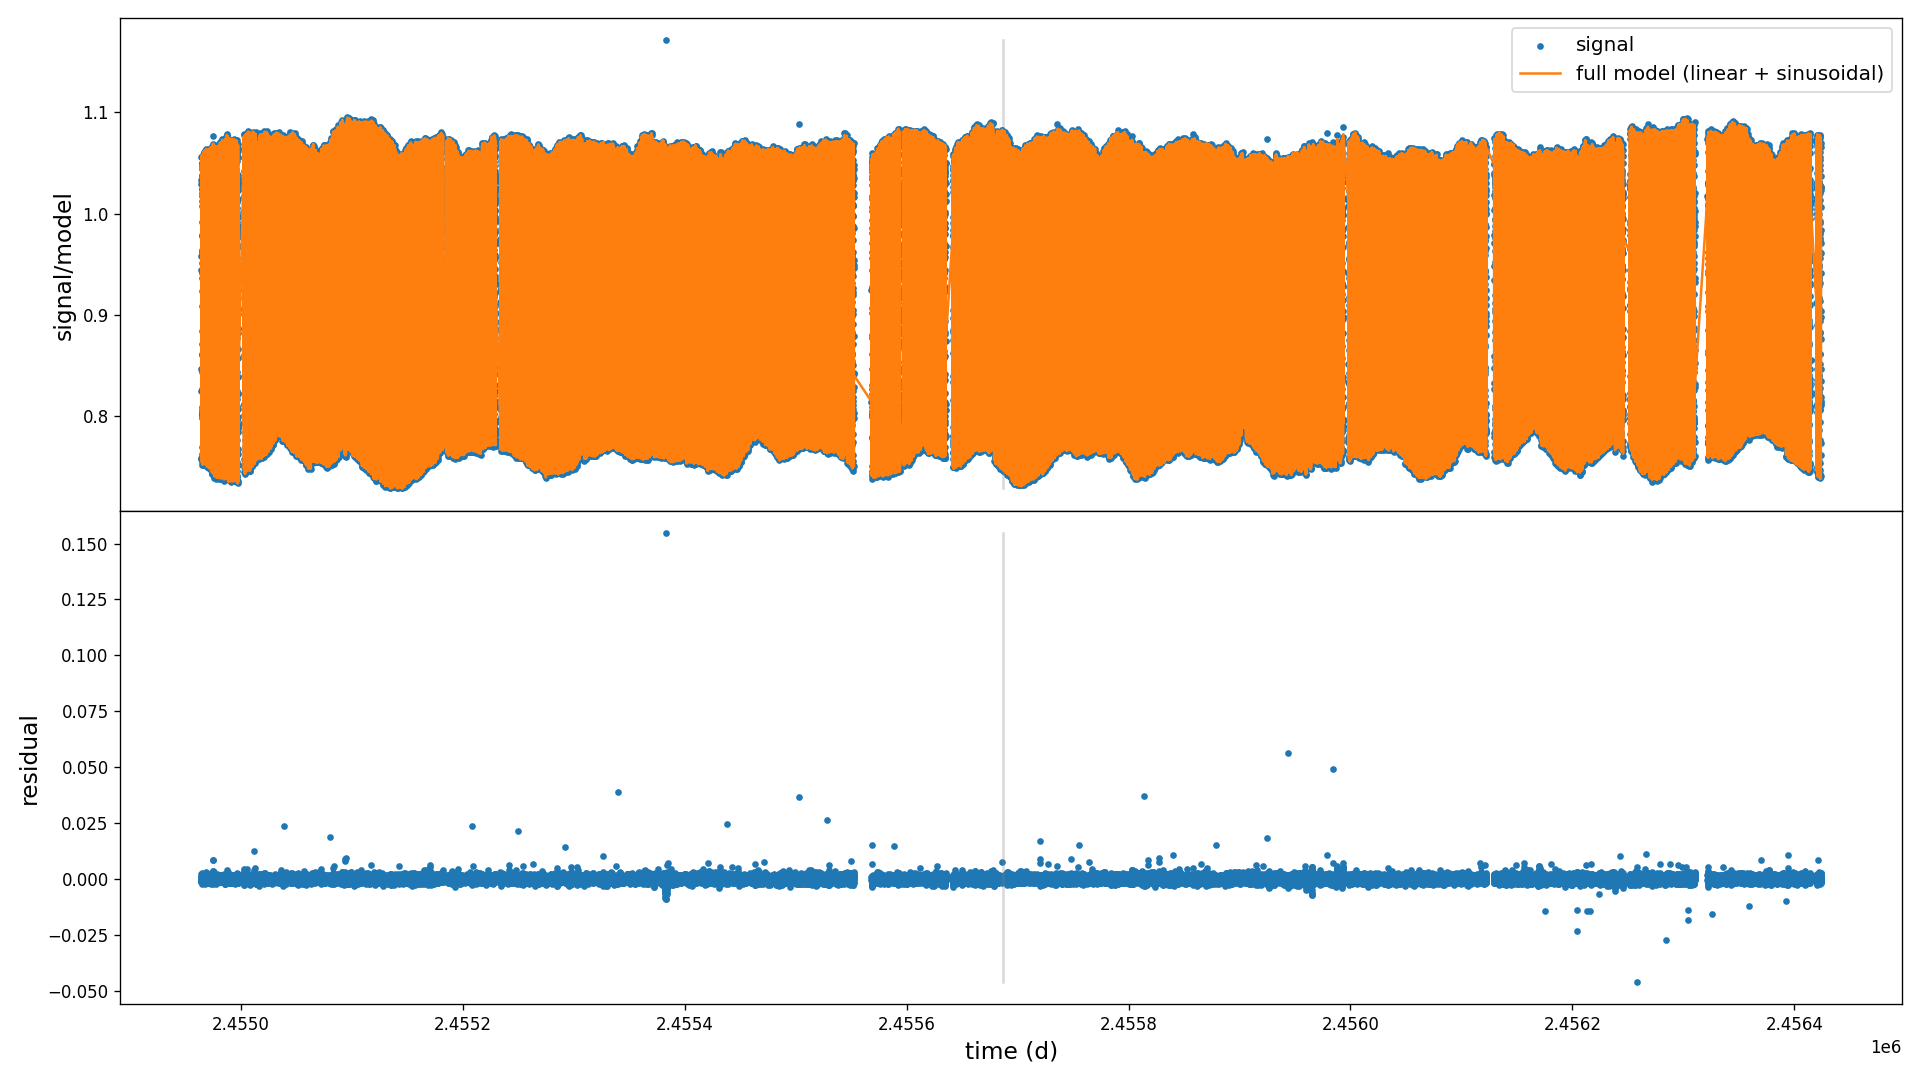 signal
full model (linear + sinusoidal)
signal/model
1.1
1.0
0.9
0.8
residual
0.150
0.125
0.100
0.075
0.050
0.025
0.000
−0.025
−0.050
2.4550 2.4552 2.4554 2.4556 2.4558 2.4560 2.4562 2.4564
1e6
time (d)